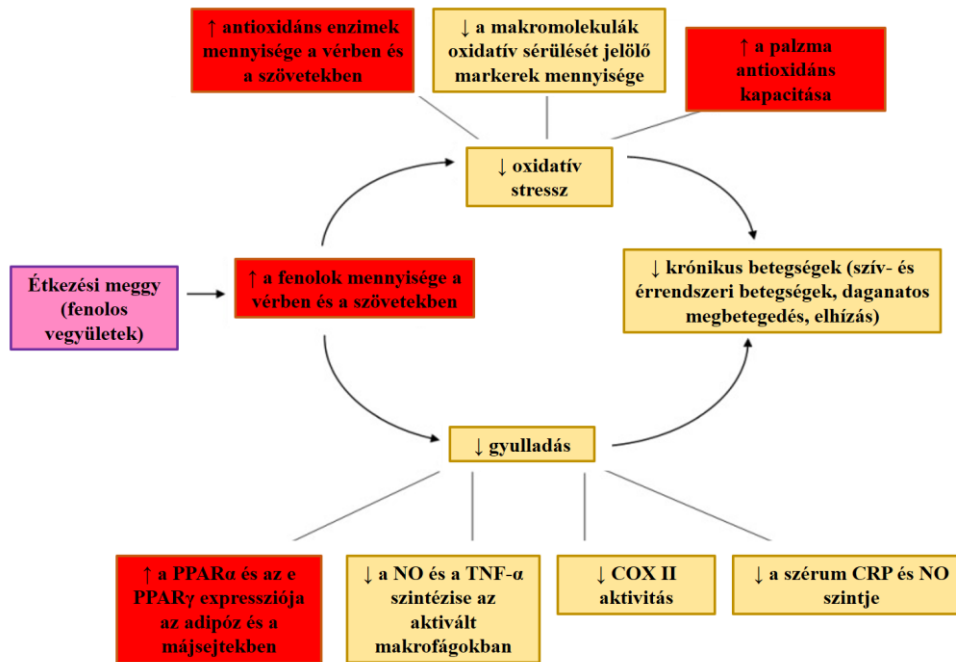 ↑ antioxidáns enzimek
mennyisége a vérben és
a szövetekben
↓ a makromolekulák
oxidatív sérülését jelölő
markerek mennyisége
↑ a palzma
antioxidáns
kapacitása
↓ oxidatív
stressz
Étkezési meggy
(fenolos
vegyületek)
↑ a fenolok mennyisége a
vérben és a szövetekben
↓ krónikus betegségek (szív- és
érrendszeri betegségek, daganatos
megbetegedés, elhízás)
↓ gyulladás
↑ a PPARα és az e
PPARγ expressziója
az adipóz és a
májsejtekben
↓ a NO és a TNF-α
szintézise az
aktivált
makrofágokban
↓ COX II
aktivitás
↓ a szérum CRP és NO
szintje